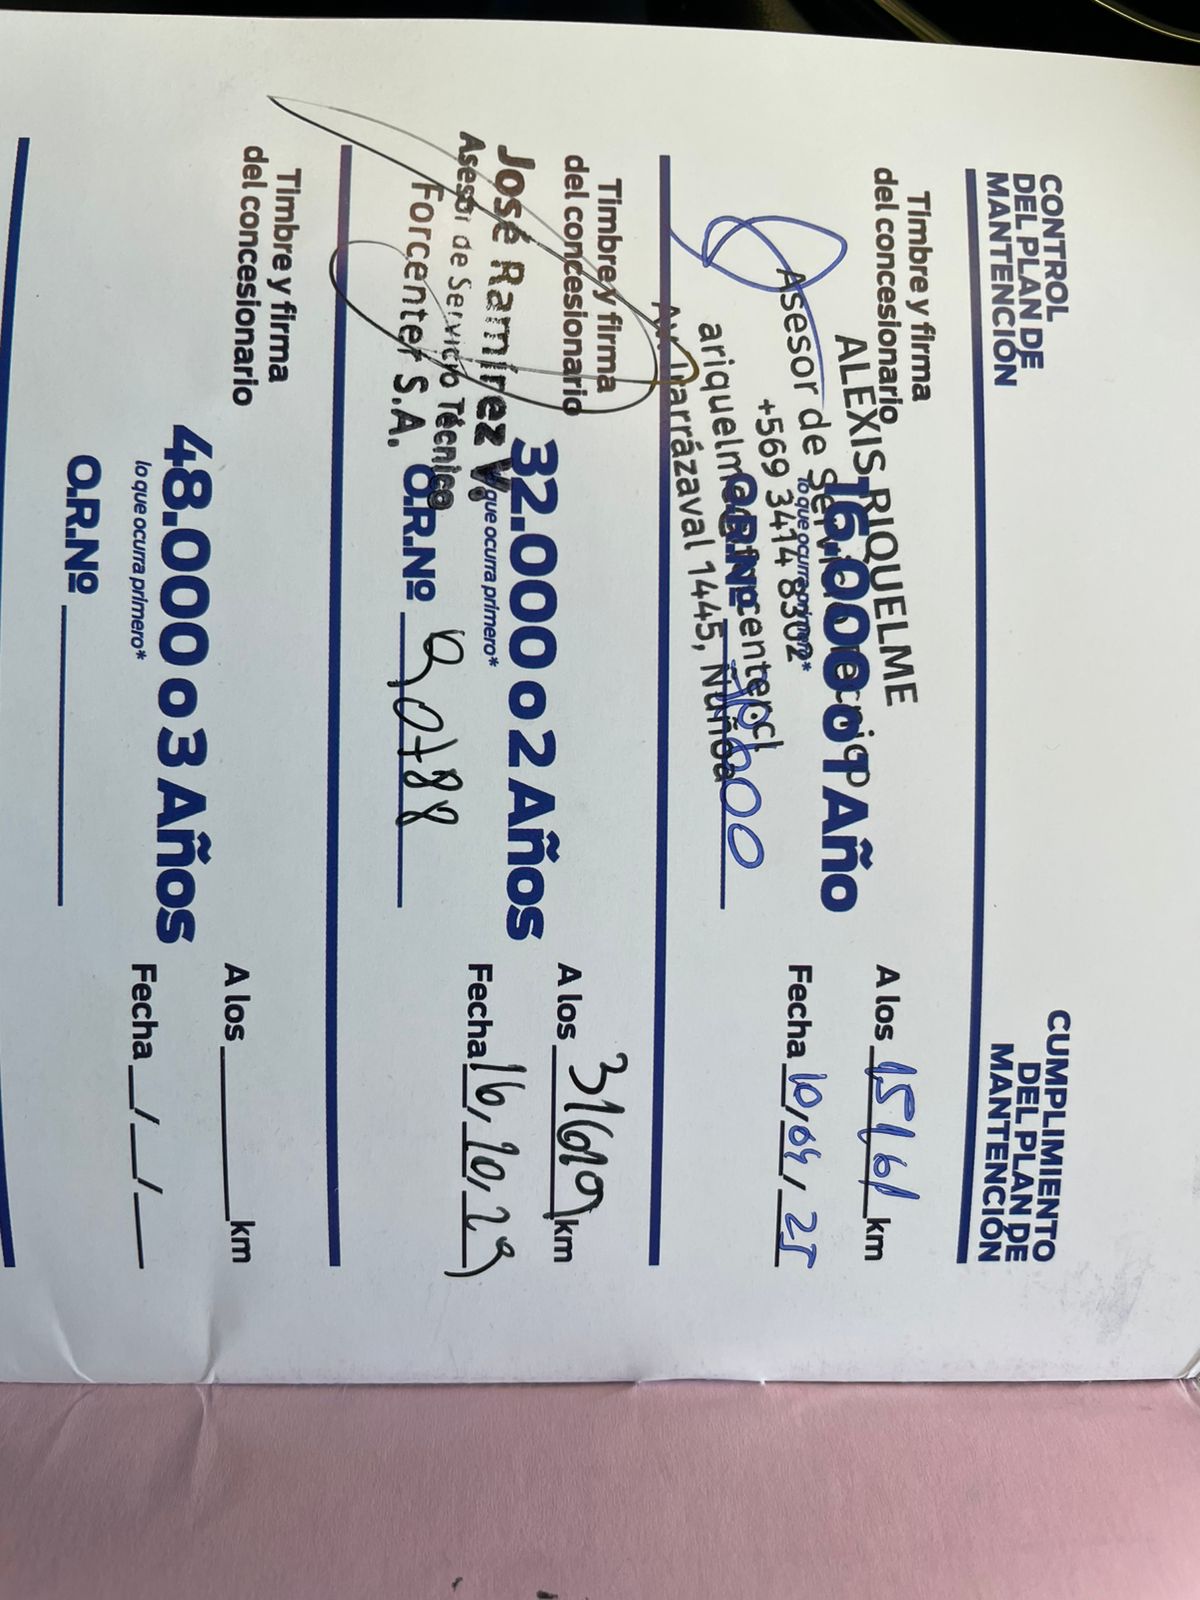 CONTROL
DEL PLAN DE
MANTENCIÓN
CUMPLIMIENTO
DEL PLAN DE
MANTENCIÓN
Timbre y firma
del concesionario
ALEXIS RIQUELME
Asesor de Servicio Técnico
+569 3414 8302
Av. Irarrázaval 1445, Ñuñoa
16.000 o 1 Año
lo que ocurra primero*
O.R.Nº
A los 15161 km
Fecha 10/04/25
Timbre y firma
del concesionario
José Ramírez V.
Asesor de Servicio Técnico
Forcenter S.A.
32.000 o 2 Años
lo que ocurra primero*
O.R.Nº
A los 31619 km
Fecha 16/10/
Timbre y firma
del concesionario
48.000 o 3 Años
lo que ocurra primero*
O.R.Nº
A los km
Fecha / /